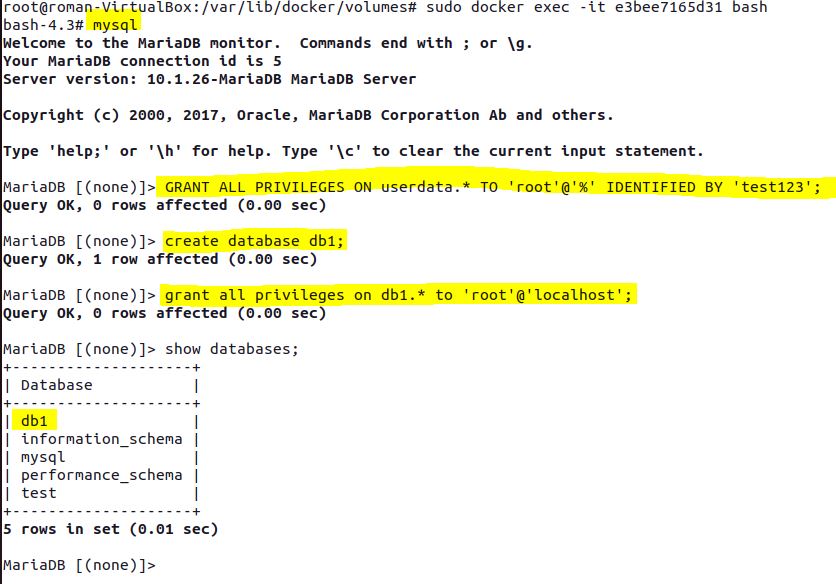 root@roman-VirtualBox:/var/lib/docker/volumes# sudo docker exec -it e3bee7165d31 bash
bash-4.3# mysql
Welcome to the MariaDB monitor.  Commands end with ; or \g.
Your MariaDB connection id is 5
Server version: 10.1.26-MariaDB MariaDB Server
Copyright (c) 2000, 2017, Oracle, MariaDB Corporation Ab and others.
Type 'help;' or '\h' for help. Type '\c' to clear the current input statement.
MariaDB [(none)]> GRANT ALL PRIVILEGES ON userdata.* TO 'root'@'%' IDENTIFIED BY 'test123';
Query OK, 0 rows affected (0.00 sec)
MariaDB [(none)]> create database db1;
Query OK, 1 row affected (0.00 sec)
MariaDB [(none)]> grant all privileges on db1.* to 'root'@'localhost';
Query OK, 0 rows affected (0.00 sec)
MariaDB [(none)]> show databases;
+--------------------+
| Database           |
+--------------------+
| db1                |
| information_schema |
| mysql              |
| performance_schema |
| test               |
+--------------------+
5 rows in set (0.01 sec)
MariaDB [(none)]>